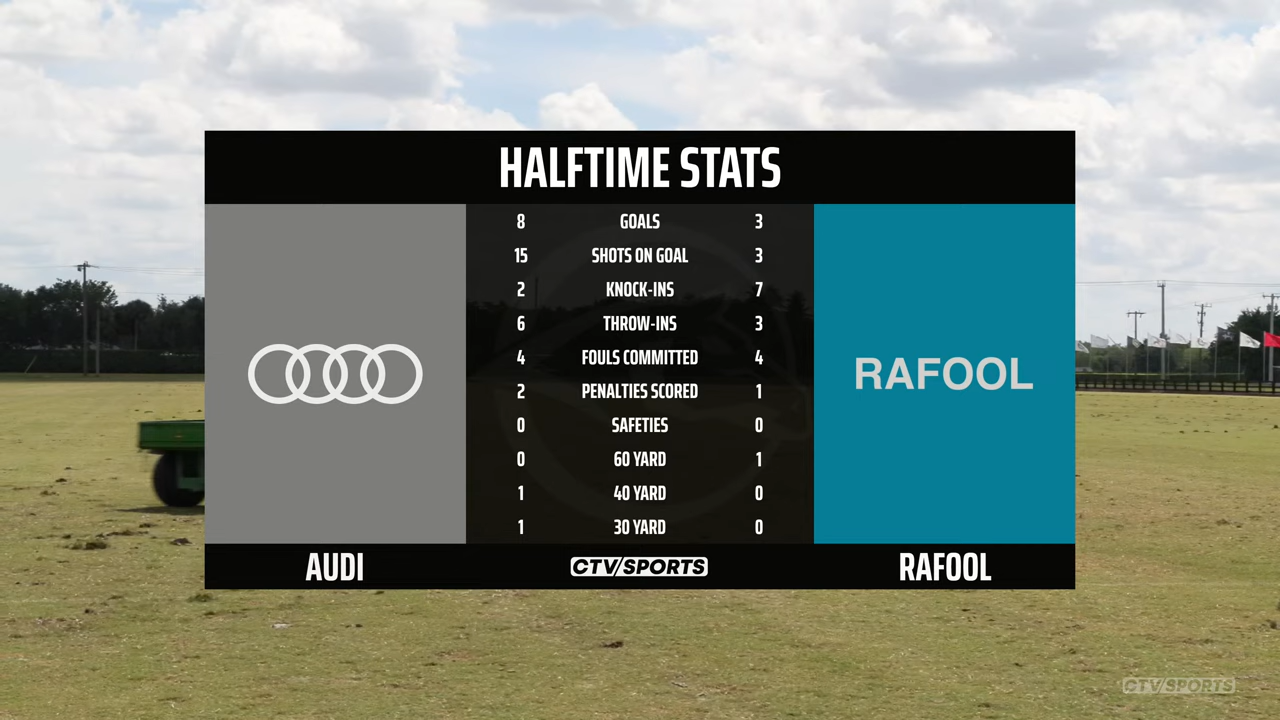 HALFTIME STATS
8 GOALS 3
15 SHOTS ON GOAL 3
2 KNOCK-INS 7
6 THROW-INS 3
4 FOULS COMMITTED 4
2 PENALTIES SCORED 1
0 SAFETIES 0
0 60 YARD 1
1 40 YARD 0
1 30 YARD 0
RAFOOL
AUDI CTV/SPORTS RAFOOL
CTV/SPORTS